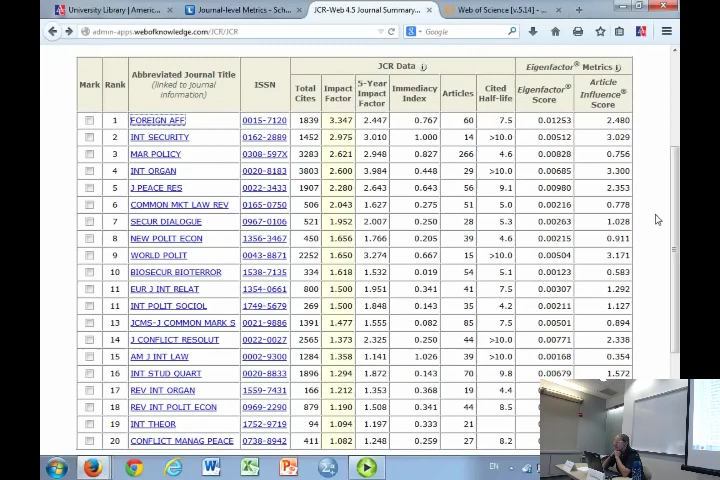 University Library | Americ...
Journal-level Metrics - Sch...
JCR-Web 4.5 Journal Summary...
Web of Science [v.5.14] - ...
admin-apps.webofknowledge.com/JCR/JCR
Google
JCR Data
Eigenfactor® Metrics
Mark Rank Abbreviated Journal Title (linked to journal information) ISSN Total Cites Impact Factor 5-Year Impact Factor Immediacy Index Articles Cited Half-life Eigenfactor® Score Article Influence® Score
1 FOREIGN AFF 0015-7120 1839 3.347 2.447 0.767 60 7.5 0.01253 2.480
2 INT SECURITY 0162-2889 1452 2.975 3.010 1.000 14 >10.0 0.00512 3.029
3 MAR POLICY 0308-597X 3283 2.621 2.948 0.827 266 4.6 0.00828 0.756
4 INT ORGAN 0020-8183 3803 2.600 3.984 0.448 29 >10.0 0.00685 3.300
5 J PEACE RES 0022-3433 1907 2.280 2.643 0.643 56 9.1 0.00980 2.353
6 COMMON MKT LAW REV 0165-0750 506 2.043 1.627 0.275 51 5.0 0.00216 0.778
7 SECUR DIALOGUE 0967-0106 521 1.952 2.007 0.250 28 5.3 0.00263 1.028
8 NEW POLIT ECON 1356-3467 450 1.656 1.766 0.205 39 4.6 0.00215 0.911
9 WORLD POLIT 0043-8871 2252 1.650 3.274 0.667 15 >10.0 0.00504 3.171
10 BIOSECUR BIOTERROR 1538-7135 334 1.618 1.532 0.019 54 5.1 0.00123 0.583
11 EUR J INT RELAT 1354-0661 800 1.500 1.951 0.341 41 7.5 0.00307 1.292
11 INT POLIT SOCIOL 1749-5679 269 1.500 1.848 0.143 35 4.2 0.00211 1.127
13 JCMS-J COMMON MARK S 0021-9886 1391 1.477 1.555 0.082 85 7.5 0.00501 0.894
14 J CONFLICT RESOLUT 0022-0027 2565 1.373 2.325 0.250 44 >10.0 0.00771 2.338
15 AM J INT LAW 0002-9300 1284 1.358 1.141 1.026 39 >10.0 0.00168 0.354
16 INT STUD QUART 0020-8833 1896 1.294 1.872 0.143 70 9.8 0.00679 1.572
17 REV INT ORGAN 1559-7431 166 1.212 1.353 0.368 19 4.4
18 REV INT POLIT ECON 0969-2290 879 1.190 1.508 0.341 44 8.5
19 INT THEOR 1752-9719 94 1.094 1.197 0.333 21
20 CONFLICT MANAG PEACE 0738-8942 411 1.082 1.248 0.259 27 8.2
EN